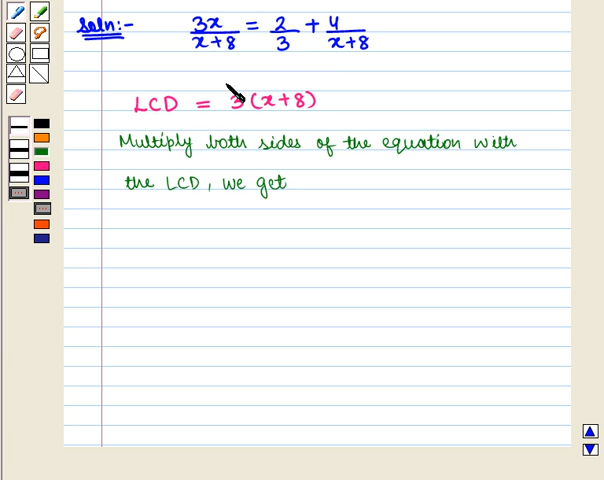 Soln:- 3x/(x+8) = 2/3 + 4/(x+8)
LCD = 3(x+8)
Multiply both sides of the equation with
the LCD, we get